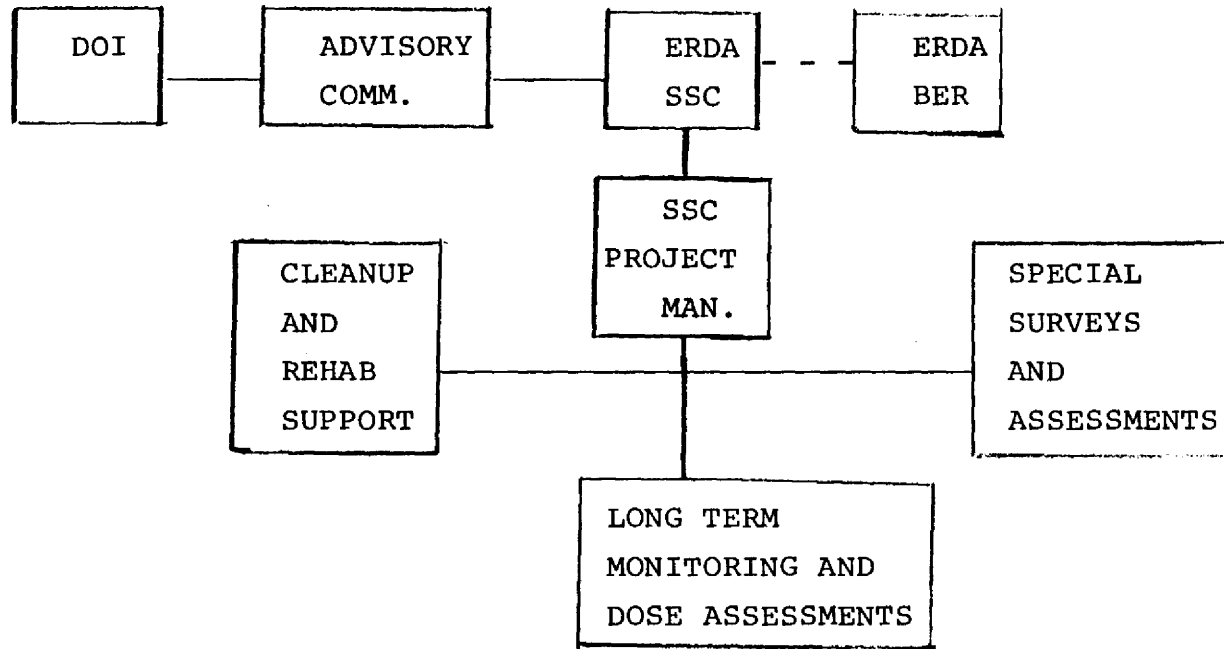 DOI
ADVISORY
COMM.
ERDA
SSC
ERDA
BER
SSC
PROJECT
MAN.
CLEANUP
AND
REHAB
SUPPORT
SPECIAL
SURVEYS
AND
ASSESSMENTS
LONG TERM
MONITORING AND
DOSE ASSESSMENTS